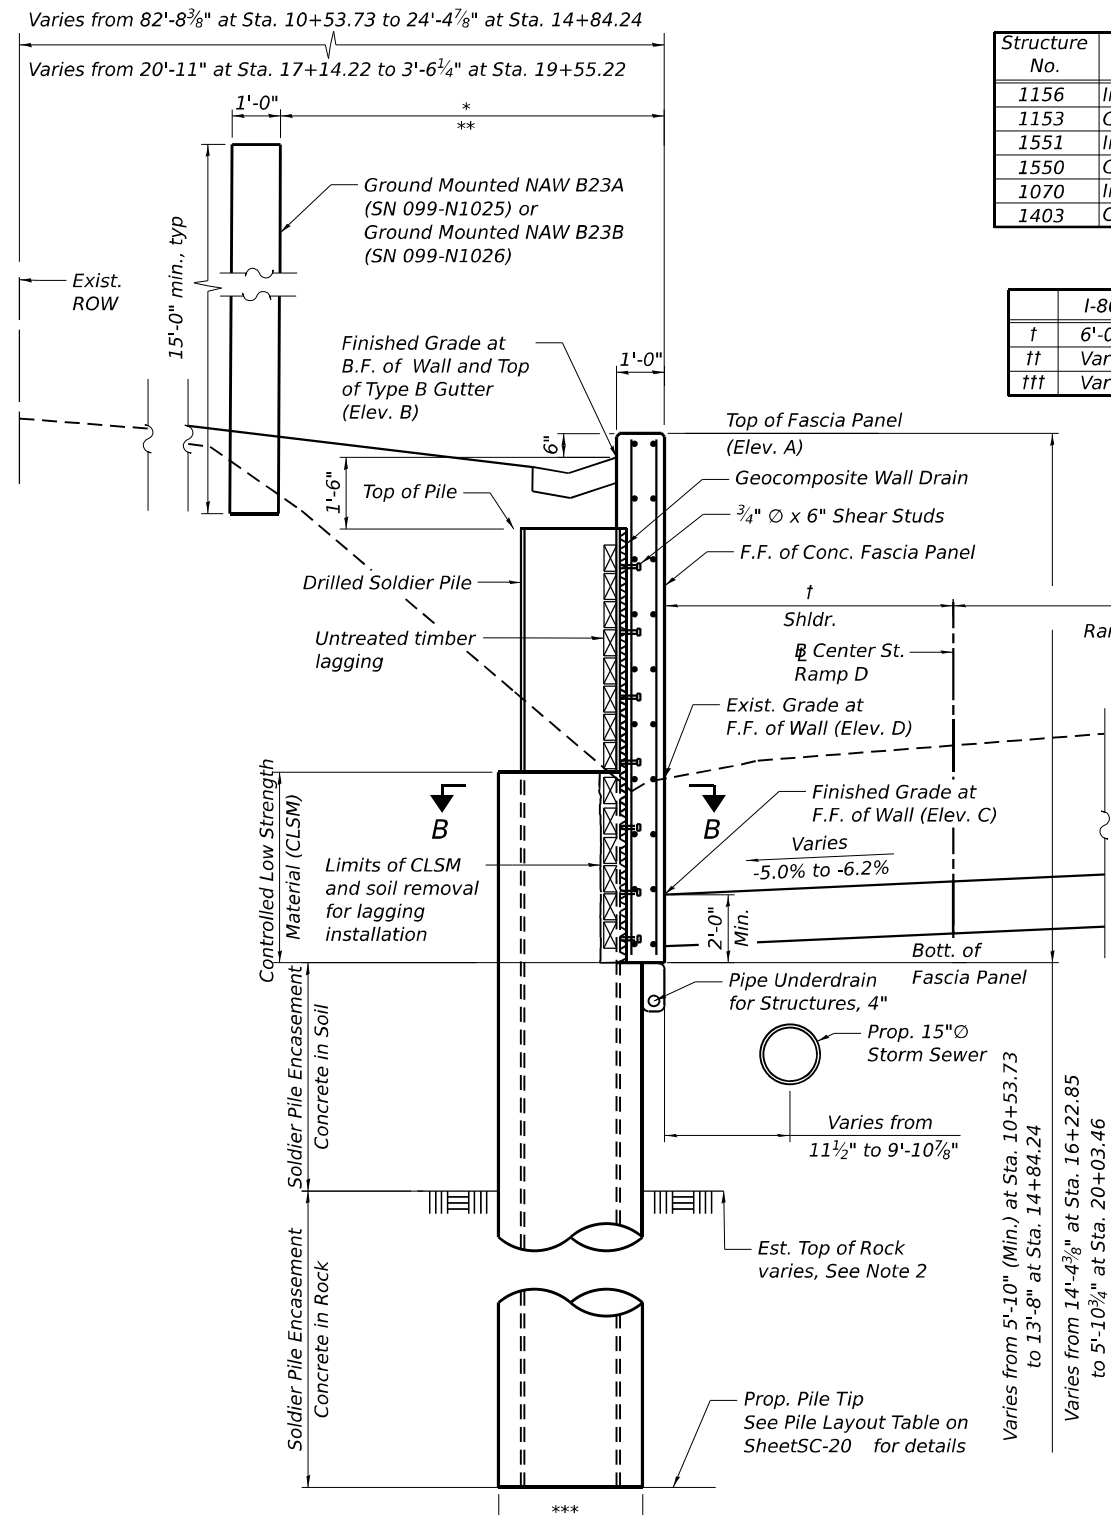 Varies from 82'-8⅜" at Sta. 10+53.73 to 24'-4⅞" at Sta. 14+84.24
Varies from 20'-11" at Sta. 17+14.22 to 3'-6¼" at Sta. 19+55.22
1'-0"
*
**
Structure
No.
1156
1153
1551
1550
1070
1403
Ground Mounted NAW B23A
(SN 099-N1025) or
Ground Mounted NAW B23B
(SN 099-N1026)
15'-0" min., typ
Exist.
ROW
†
6'-0
††
Var
†††
Var
Finished Grade at
B.F. of Wall and Top
of Type B Gutter
(Elev. B)
1'-0"
6"
1'-6"
Top of Fascia Panel
(Elev. A)
Geocomposite Wall Drain
¾" Ø x 6" Shear Studs
F.F. of Conc. Fascia Panel
Top of Pile
Drilled Soldier Pile
Untreated timber
lagging
†
Shldr.
℄ Center St.
Ramp D
Exist. Grade at
F.F. of Wall (Elev. D)
Finished Grade at
F.F. of Wall (Elev. C)
Varies
-5.0% to -6.2%
B
B
Controlled Low Strength
Material (CLSM)
Limits of CLSM
and soil removal
for lagging
installation
2'-0"
Min.
Bott. of
Fascia Panel
Pipe Underdrain
for Structures, 4"
Prop. 15"Ø
Storm Sewer
Varies from
11½" to 9'-10⅞"
Soldier Pile Encasement
Concrete in Soil
Est. Top of Rock
varies, See Note 2
Soldier Pile Encasement
Concrete in Rock
Varies from 5'-10" (Min.) at Sta. 10+53.73
to 13'-8" at Sta. 14+84.24
Varies from 14'-4⅜" at Sta. 16+22.85
to 5'-10¾" at Sta. 20+03.46
Prop. Pile Tip
See Pile Layout Table on
SheetSC-20 for details
***